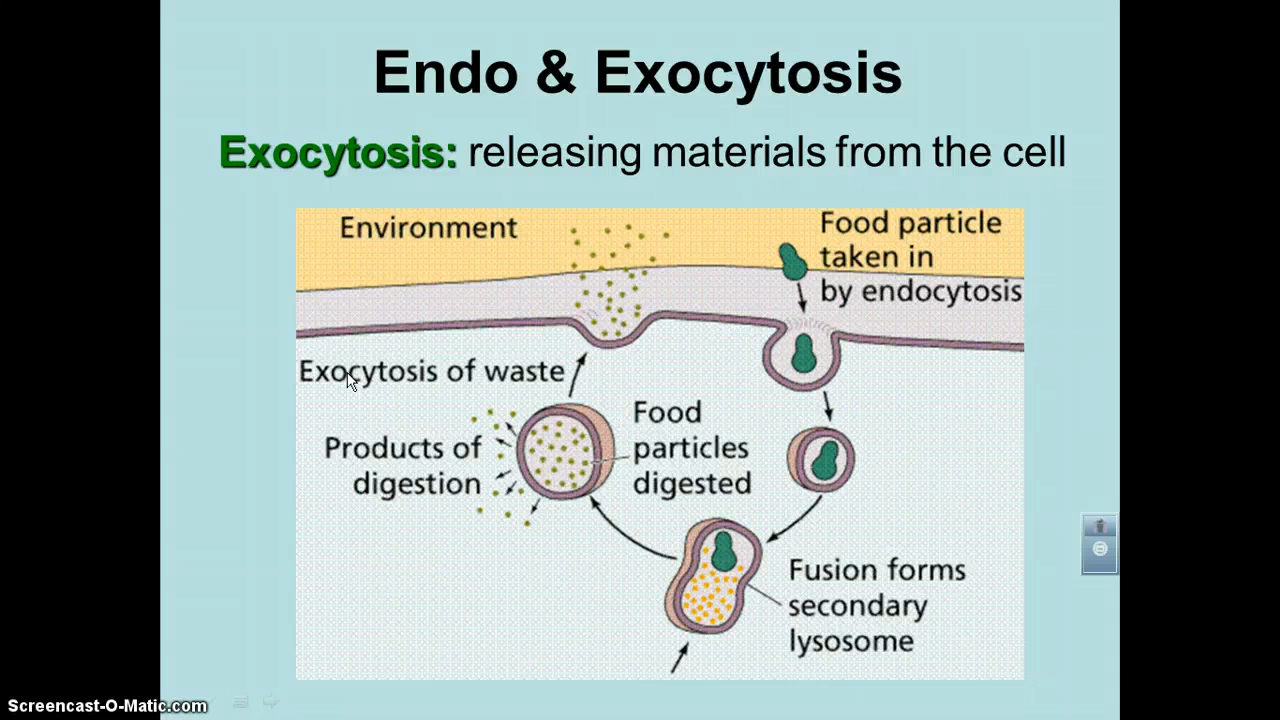 Endo & Exocytosis
Exocytosis: releasing materials from the cell
Environment
Food particle
taken in
by endocytosis
Exocytosis of waste
Food
particles
digested
Products of
digestion
Fusion forms
secondary
lysosome
Screencast-O-Matic.com